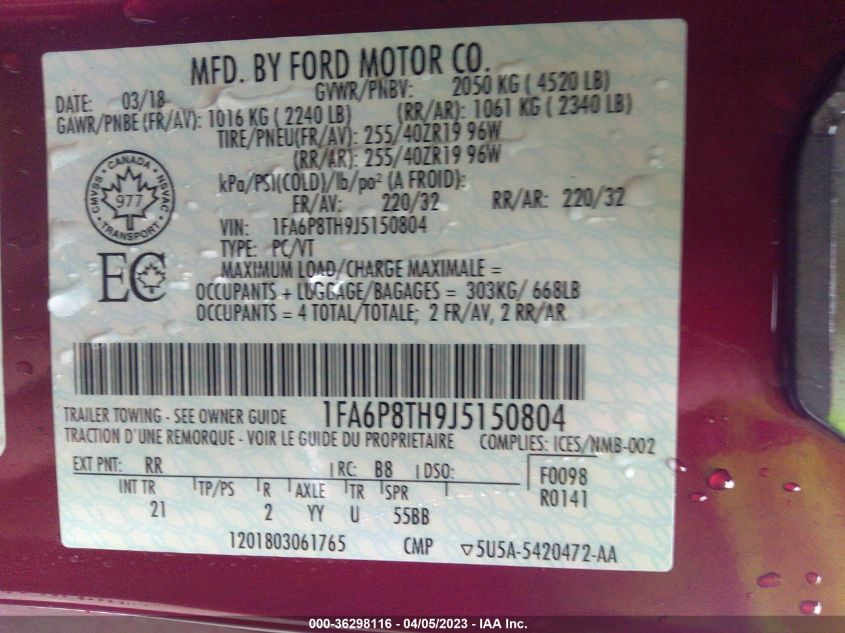 MFD. BY FORD MOTOR CO.
DATE: 03/18 GVWR/PNBV: 2050 KG ( 4520 LB)
GAWR/PNBE (FR/AV): 1016 KG ( 2240 LB) (RR/AR): 1061 KG ( 2340 LB)
TIRE/PNEU(FR/AV): 255/40ZR19 96W
(RR/AR): 255/40ZR19 96W
kPa/PSI(COLD)/lb/po² (A FROID):
FR/AV: 220/32 RR/AR: 220/32
CMVSS · CANADA · NSVAC
977
TRANSPORT
VIN: 1FA6P8TH9J5150804
TYPE: PC/VT
EC
MAXIMUM LOAD/CHARGE MAXIMALE =
OCCUPANTS + LUGGAGE/BAGAGES = 303KG/ 668LB
OCCUPANTS = 4 TOTAL/TOTALE; 2 FR/AV, 2 RR/AR
TRAILER TOWING - SEE OWNER GUIDE 1FA6P8TH9J5150804
TRACTION D'UNE REMORQUE - VOIR LE GUIDE DU PROPRIETAIRE COMPLIES: ICES/NMB-002
EXT PNT: RR RC: B8 DSO: F0098
R0141
INT TR TP/PS R AXLE TR SPR
21 2 YY U 55BB
1201803061765 CMP ▽5U5A-5420472-AA
000-36298116 - 04/05/2023 - IAA Inc.